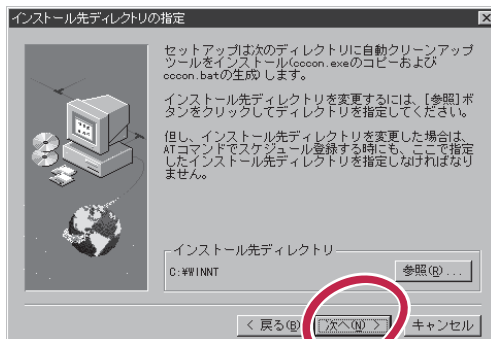 インストール先ディレクトリの指定
セットアップは次のディレクトリに自動クリーンアップ
ツールをインストール(cccon.exeのコピーおよび
cccon.batの生成)します。
インストール先ディレクトリを変更するには、[参照]ボ
タンをクリックしてディレクトリを指定してください。
但し、インストール先ディレクトリを変更した場合は、
ATコマンドでスケジュール登録する時にも、ここで指定
したインストール先ディレクトリを指定しなければなり
ません。
インストール先ディレクトリ
C:¥WINNT
参照(R)...
< 戻る(B)
次へ(N) >
キャンセル